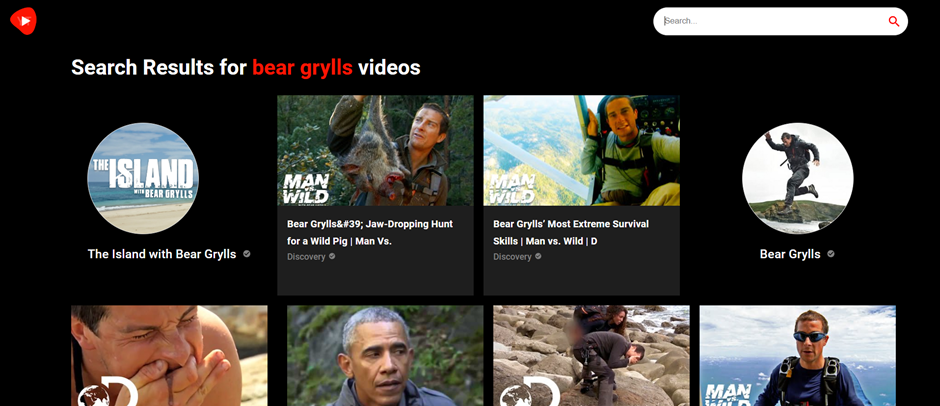 Search...
Search Results for bear grylls videos
THE
ISLAND
WITH BEAR GRYLLS
The Island with Bear Grylls
MAN
VS.
WILD
Bear Grylls&#39; Jaw-Dropping Hunt
for a Wild Pig | Man Vs.
Discovery
MAN
VS.
WILD
Bear Grylls’ Most Extreme Survival
Skills | Man vs. Wild | D
Discovery
Bear Grylls
MAN
WILD